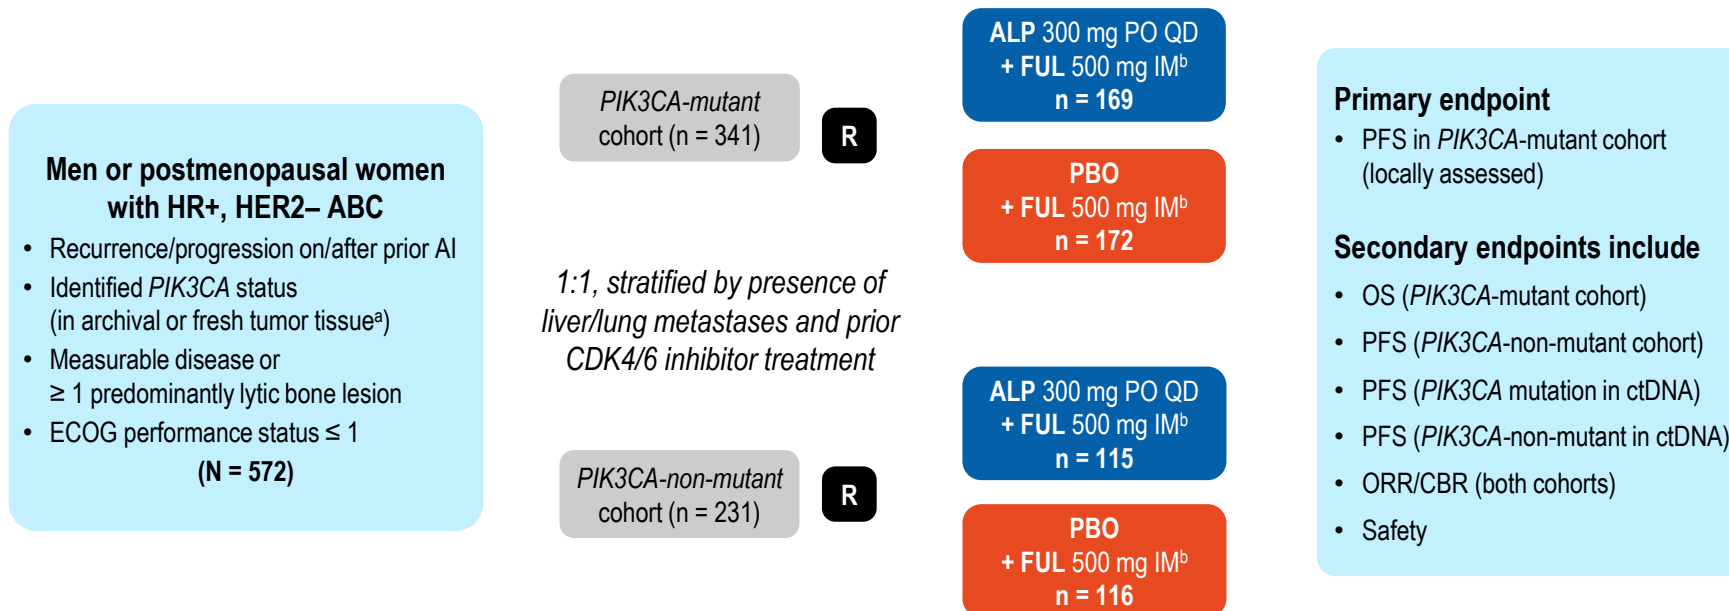 Men or postmenopausal women
with HR+, HER2– ABC
• Recurrence/progression on/after prior AI
• Identified PIK3CA status
(in archival or fresh tumor tissueᵃ)
• Measurable disease or
≥ 1 predominantly lytic bone lesion
• ECOG performance status ≤ 1
(N = 572)
PIK3CA-mutant
cohort (n = 341)
R
1:1, stratified by presence of
liver/lung metastases and prior
CDK4/6 inhibitor treatment
PIK3CA-non-mutant
cohort (n = 231)
R
ALP 300 mg PO QD
+ FUL 500 mg IMᵇ
n = 169
PBO
+ FUL 500 mg IMᵇ
n = 172
ALP 300 mg PO QD
+ FUL 500 mg IMᵇ
n = 115
PBO
+ FUL 500 mg IMᵇ
n = 116
Primary endpoint
• PFS in PIK3CA-mutant cohort
(locally assessed)
Secondary endpoints include
• OS (PIK3CA-mutant cohort)
• PFS (PIK3CA-non-mutant cohort)
• PFS (PIK3CA mutation in ctDNA)
• PFS (PIK3CA-non-mutant in ctDNA)
• ORR/CBR (both cohorts)
• Safety